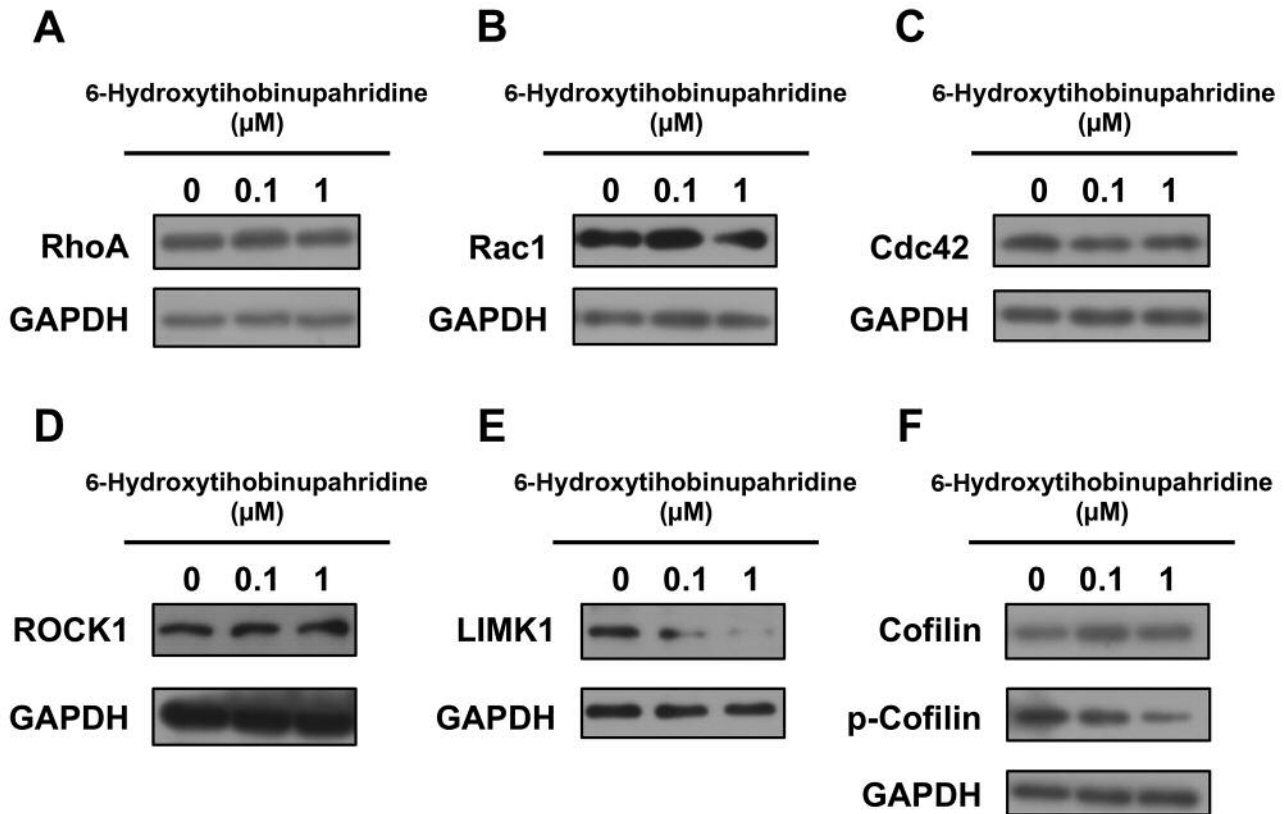 A
6-Hydroxytihobinupahridine
(µM)
0 0.1 1
RhoA
GAPDH
B
6-Hydroxytihobinupahridine
(µM)
0 0.1 1
Rac1
GAPDH
C
6-Hydroxytihobinupahridine
(µM)
0 0.1 1
Cdc42
GAPDH
D
6-Hydroxytihobinupahridine
(µM)
0 0.1 1
ROCK1
GAPDH
E
6-Hydroxytihobinupahridine
(µM)
0 0.1 1
LIMK1
GAPDH
F
6-Hydroxytihobinupahridine
(µM)
0 0.1 1
Cofilin
p-Cofilin
GAPDH